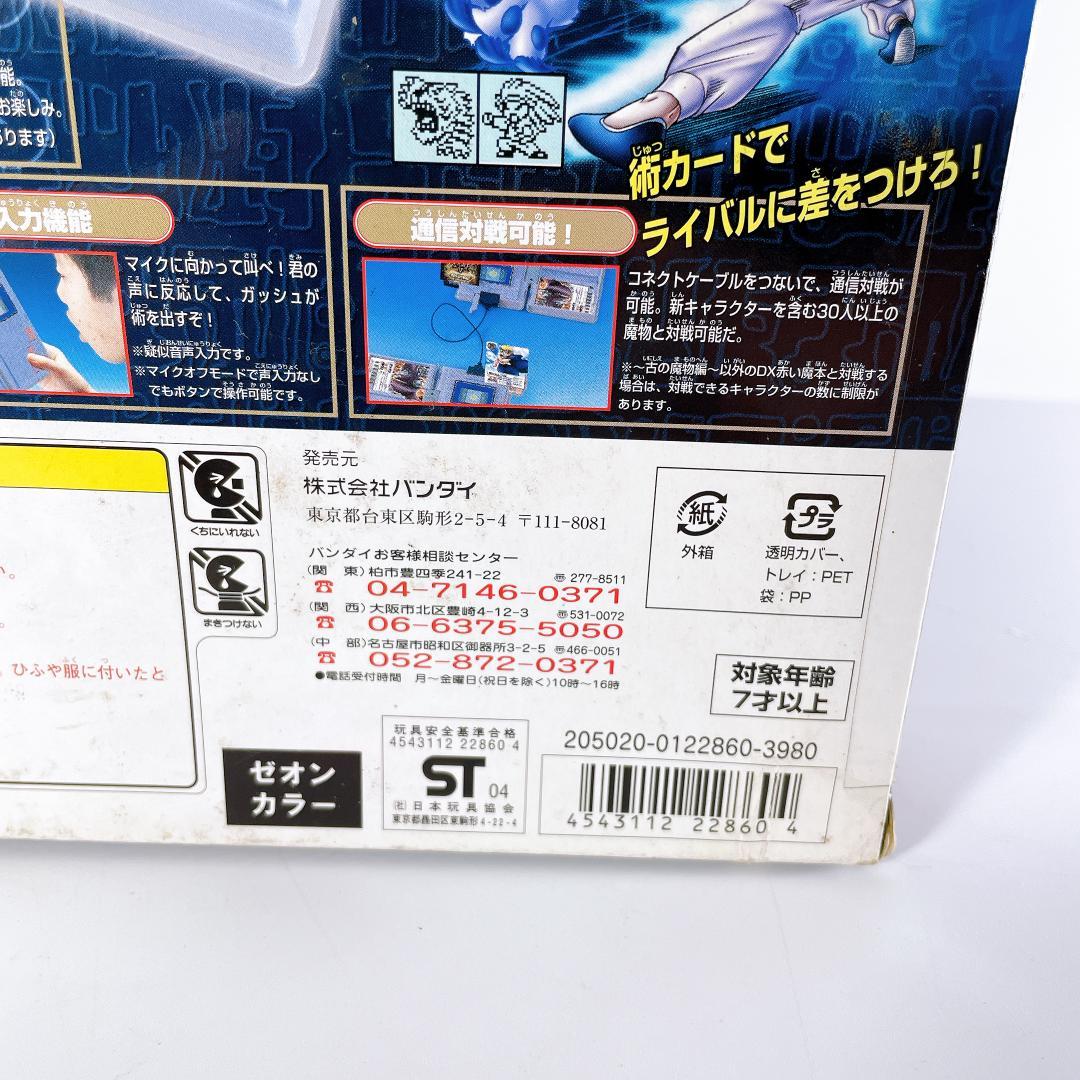 能。
お楽しみ。
あります)
術カードで
ライバルに差をつけろ！
入力機能
マイクに向かって叫べ！君の
声に反応して、ガッシュが
術を出すぞ！
※疑似音声入力です。
※マイクオフモードで声入力なし
でもボタンで操作可能です。
通信対戦可能！
コネクトケーブルをつないで、通信対戦が
可能。新キャラクターを含む30人以上の
魔物と対戦可能だ。
※～古の魔物編～以外のDX赤い魔本と対戦する
場合は、対戦できるキャラクターの数に制限が
あります。
い。
。
。ひふや服に付いたと
くちにいれない
まきつけない
発売元
株式会社バンダイ
東京都台東区駒形2-5-4 〒111-8081
バンダイお客様相談センター
(関 東)柏市豊四季241-22 〠277-8511
☎ 04-7146-0371
(関 西)大阪市北区豊崎4-12-3 〠531-0072
☎ 06-6375-5050
(中 部)名古屋市昭和区御器所3-2-5 〠466-0051
☎ 052-872-0371
●電話受付時間 月～金曜日(祝日を除く)10時～16時
紙
外箱
プラ
透明カバー、
トレイ：PET
袋：PP
対象年齢
7才以上
ゼオン
カラー
玩具安全基準合格
4543112 22860 4
ST 04
(社)日本玩具協会
東京都墨田区東駒形4-22-4
205020-0122860-3980
4543112 228604